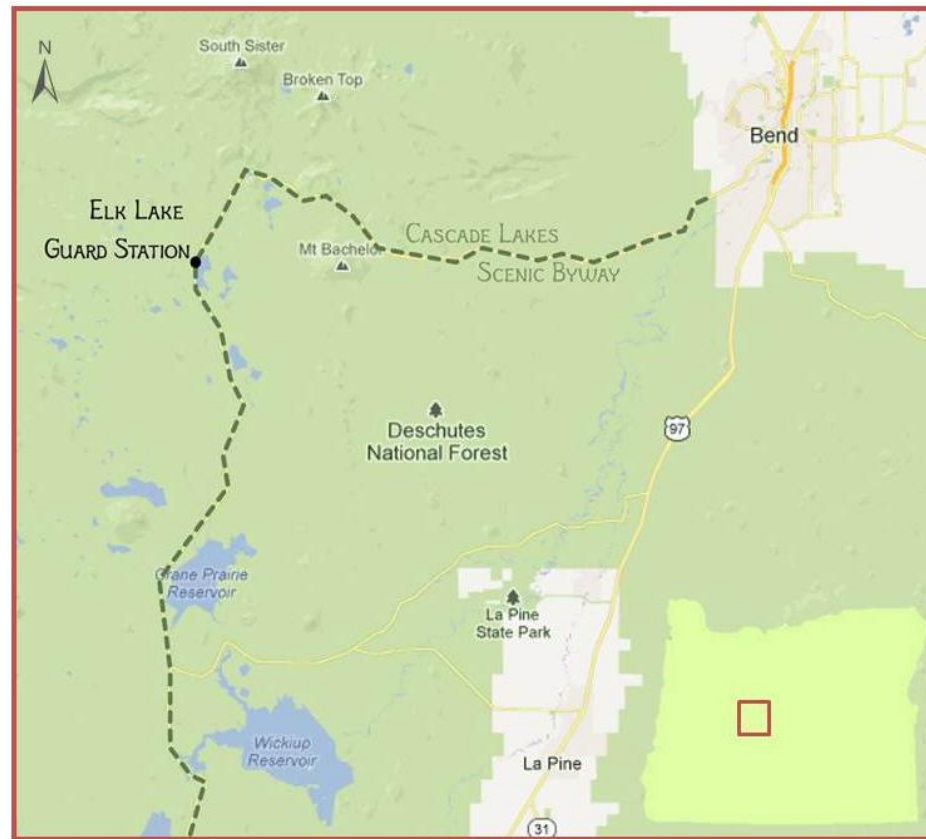 N
South Sister
Broken Top
Bend
Elk Lake
Guard Station
Cascade Lakes
Scenic Byway
Mt Bachelor
97
Deschutes
National Forest
Crane Prairie
Reservoir
La Pine
State Park
Wickiup
Reservoir
La Pine
31